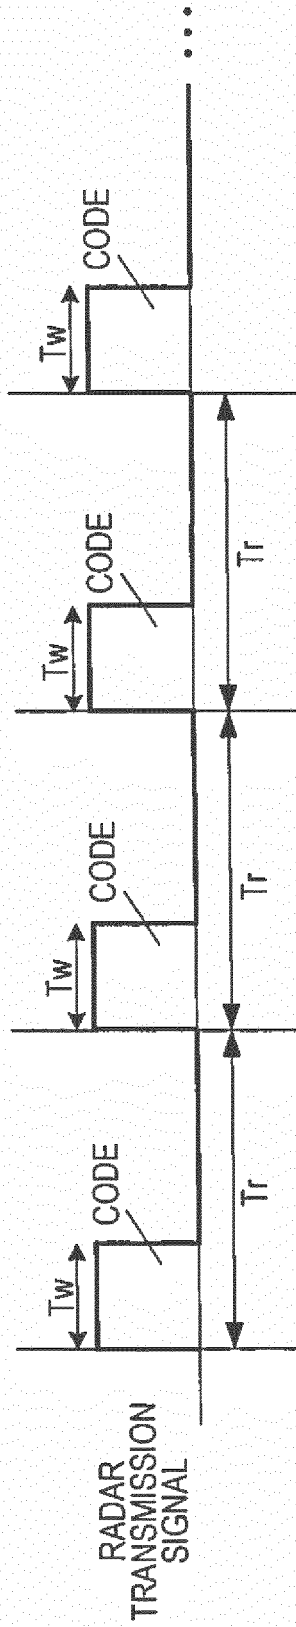 RADAR
TRANSMISSION
SIGNAL
Tw
CODE
Tr
Tw
CODE
Tr
Tw
CODE
Tr
Tw
CODE